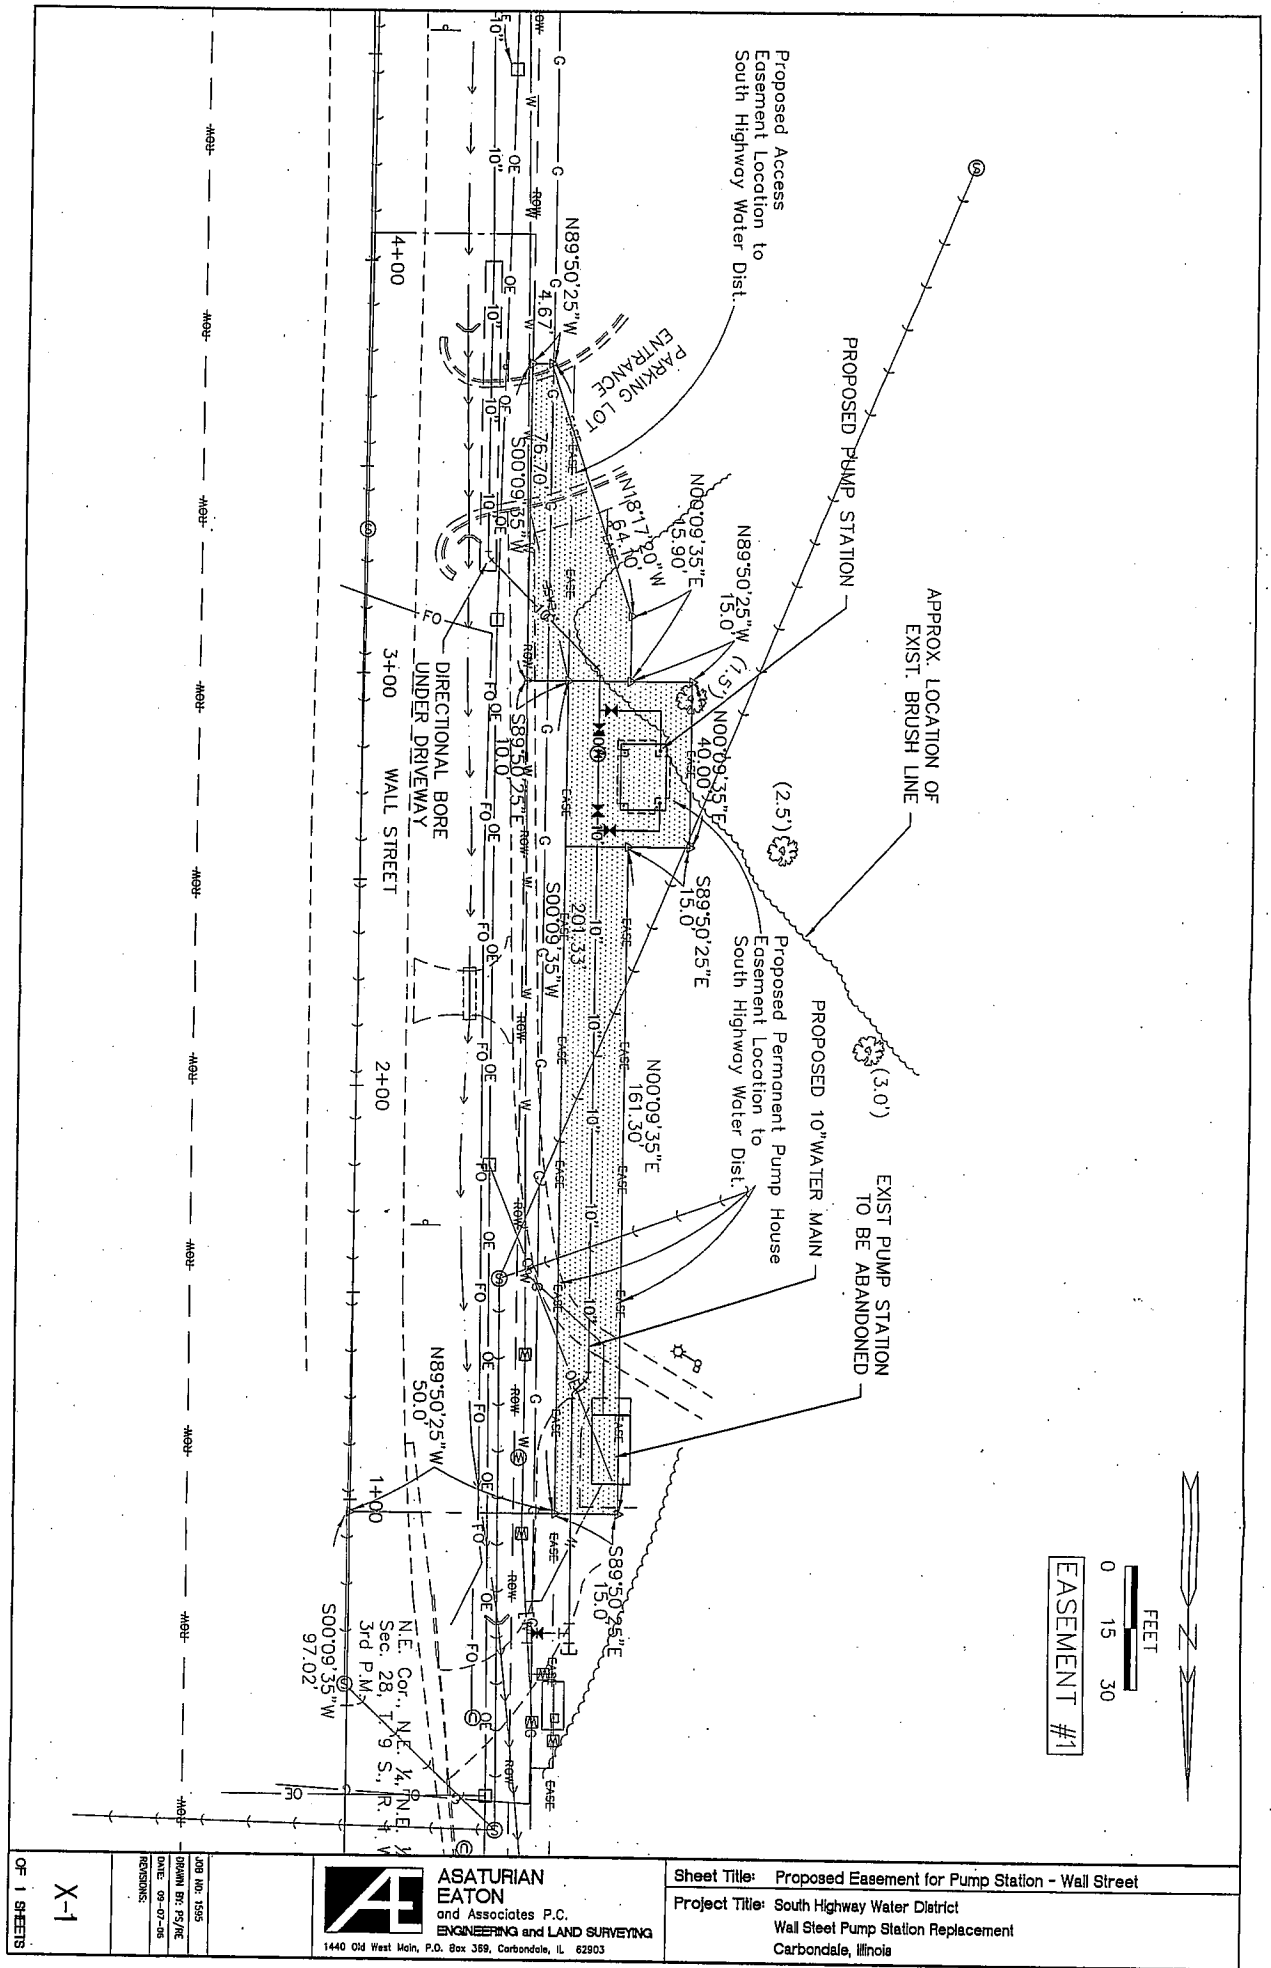 Proposed Access
Easement Location to
South Highway Water Dist.
PROPOSED PUMP STATION
APPROX. LOCATION OF
EXIST. BRUSH LINE
PARKING LOT
ENTRANCE
N89°50'25"W
4.67'
76.70'
S00°09'35"W
N18°17'20"W
64.10'
N00°09'35"E
15.90'
N89°50'25"W
15.0'
(1.5')
N00°09'35"E
40.00'
(2.5')
S89°50'25"E
15.0'
(3.0')
S89°50'25"E
10.0'
DIRECTIONAL BORE
UNDER DRIVEWAY
4+00
3+00
WALL STREET
2+00
1+00
201.33'
S00°09'35"W
N00°09'35"E
161.30'
Proposed Permanent Pump House
Easement Location to
South Highway Water Dist.
PROPOSED 10"WATER MAIN
EXIST PUMP STATION
TO BE ABANDONED
N89°50'25"W
50.0'
S89°50'25"E
15.0'
S00°09'35"W
97.02'
N.E. Cor., N.E. ¼, N.E.
Sec. 28, T. 9 S., R. 1 W
3rd P.M.
FEET
0 15 30
N
EASEMENT #1
ROW
EASE
OE
FO
G
W
10"
Sheet Title: Proposed Easement for Pump Station - Wall Street
Project Title: South Highway Water District
Wall Steet Pump Station Replacement
Carbondale, Illinois
AE
ASATURIAN
EATON
and Associates P.C.
ENGINEERING and LAND SURVEYING
1440 Old West Main, P.O. Box 369, Carbondale, IL 62903
JOB NO: 1595
DRAWN BY: PS/RE
DATE: 09-07-06
REVISIONS:
X-1
OF 1 SHEETS